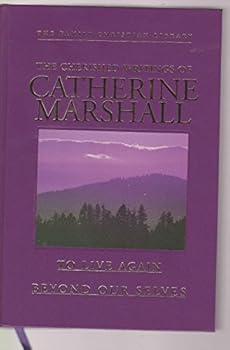 THE FAMILY CHRISTIAN LIBRARY
THE CHERISHED WRITINGS OF
CATHERINE MARSHALL
TO LIVE AGAIN
BEYOND OUR SELVES